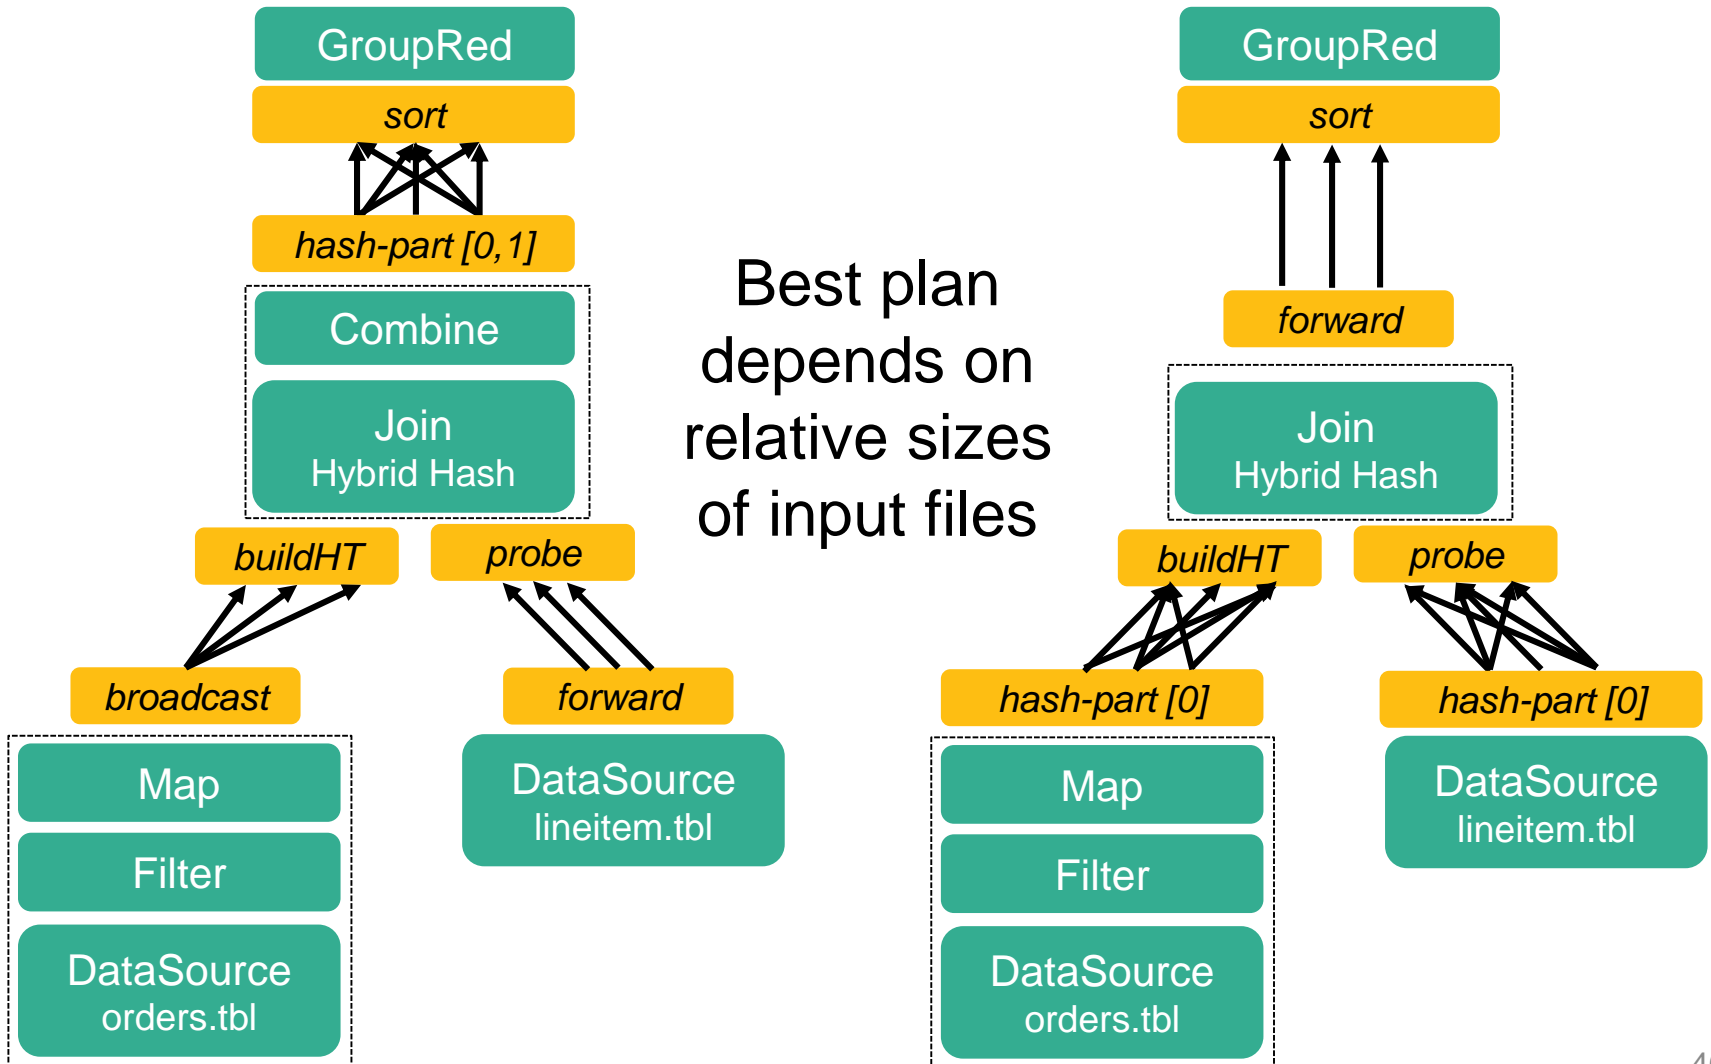 GroupRed
sort
hash-part [0,1]
Combine
Join
Hybrid Hash
buildHT
probe
broadcast
forward
Map
Filter
DataSource
orders.tbl
DataSource
lineitem.tbl
Best plan
depends on
relative sizes
of input files
GroupRed
sort
forward
Join
Hybrid Hash
buildHT
probe
hash-part [0]
hash-part [0]
Map
Filter
DataSource
orders.tbl
DataSource
lineitem.tbl